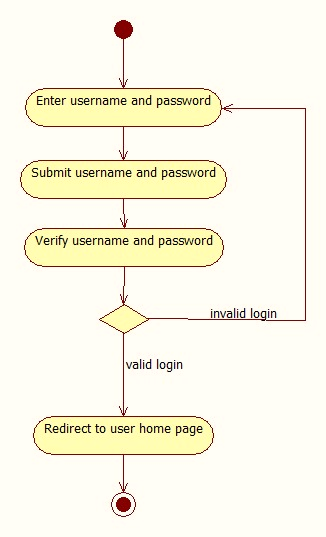 Enter username and password
Submit username and password
Verify username and password
invalid login
valid login
Redirect to user home page